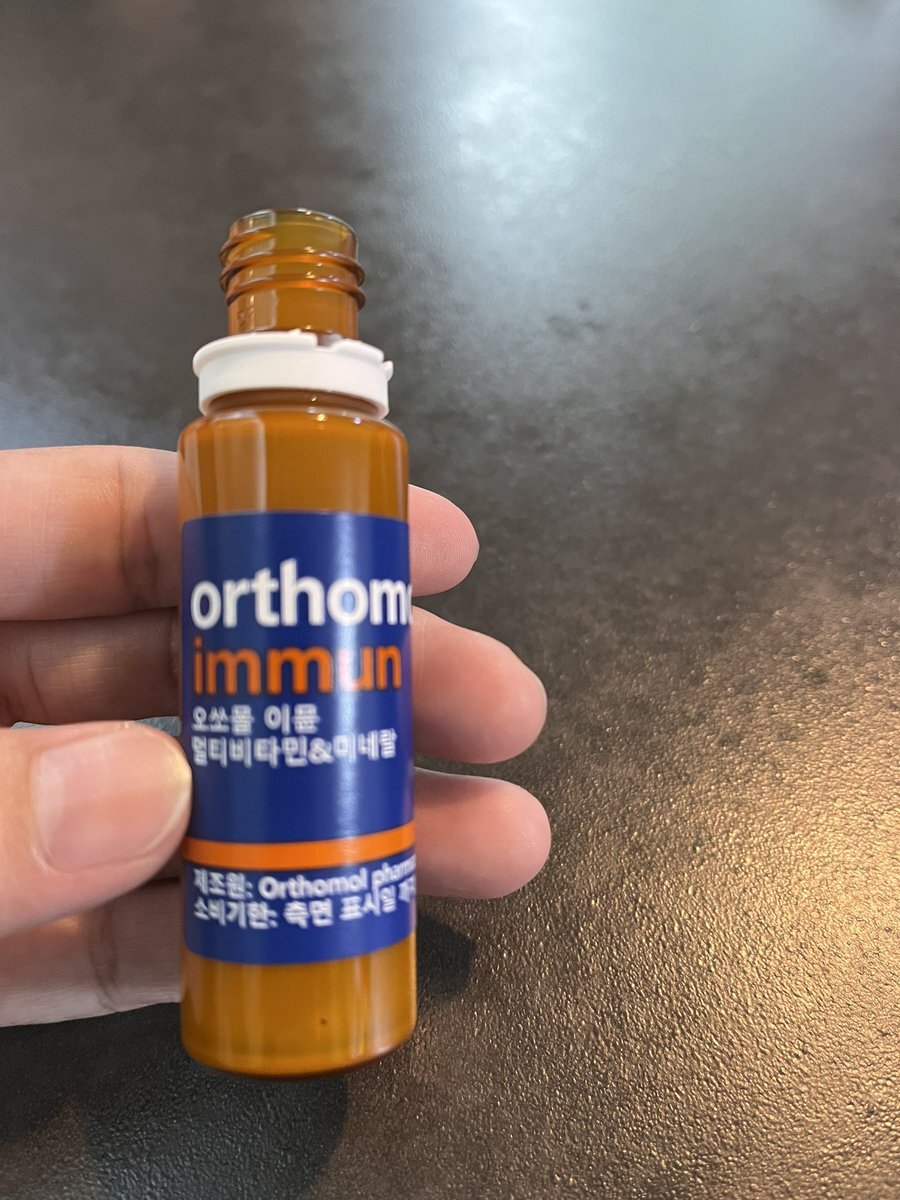 orthomo
immun
오쏘몰 이뮨
멀티비타민&미네랄
제조원: Orthomol pharm
소비기한: 측면 표시일